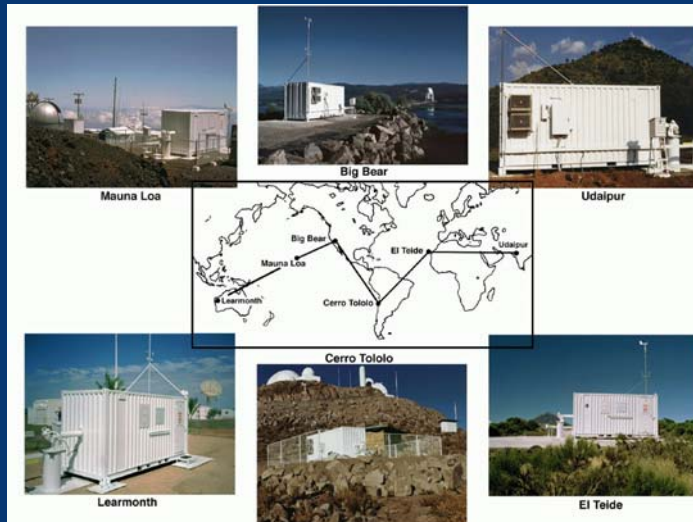 Big Bear
Mauna Loa
Udaipur
Big Bear
Mauna Loa
El Teide
Udaipur
Learmonth
Cerro Tololo
Cerro Tololo
Learmonth
El Teide